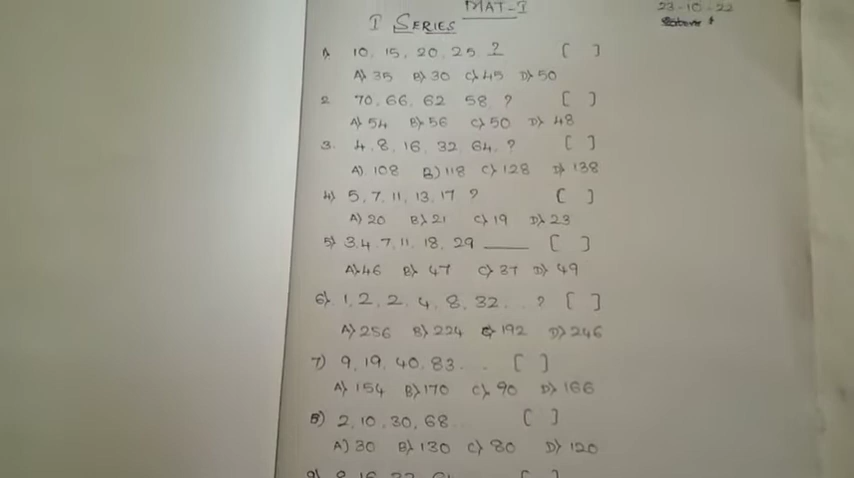 MAT-I
23-10-22
I SERIES
1) 10, 15, 20, 25 ? [ ]
A) 35 B) 30 C) 45 D) 50
2. 70, 66, 62 58, ? [ ]
A) 54 B) 56 C) 50 D) 48
3. 4, 8, 16, 32, 64, ? [ ]
A) 108 B) 118 C) 128 D) 138
4) 5, 7, 11, 13, 17 ? [ ]
A) 20 B) 21 C) 19 D) 23
5) 3, 4, 7, 11, 18, 29 _____ [ ]
A) 46 B) 47 C) 37 D) 49
6) 1, 2, 2, 4, 8, 32 . . ? [ ]
A) 256 B) 224 C) 192 D) 246
7) 9, 19, 40, 83 . . . [ ]
A) 154 B) 170 C) 90 D) 166
8) 2, 10, 30, 68 . . [ ]
A) 30 B) 130 C) 80 D) 120